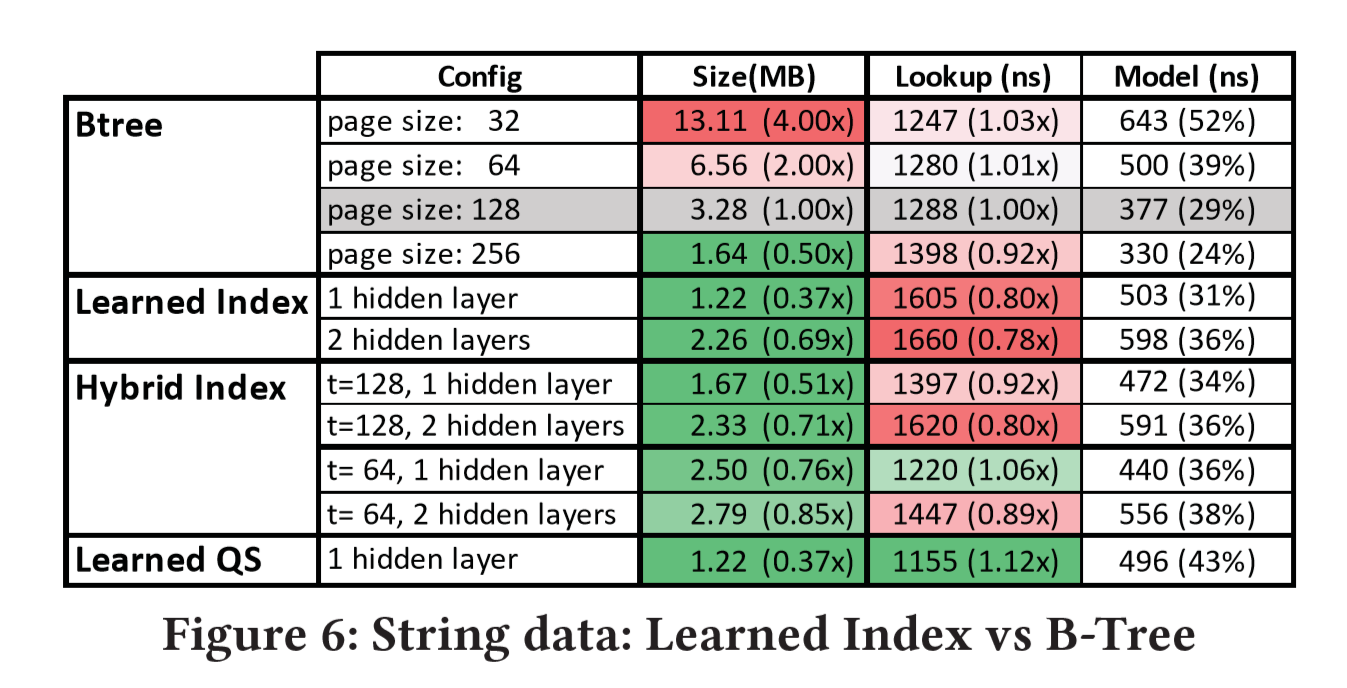 Config Size(MB) Lookup (ns) Model (ns)
Btree page size: 32 13.11 (4.00x) 1247 (1.03x) 643 (52%)
page size: 64 6.56 (2.00x) 1280 (1.01x) 500 (39%)
page size: 128 3.28 (1.00x) 1288 (1.00x) 377 (29%)
page size: 256 1.64 (0.50x) 1398 (0.92x) 330 (24%)
Learned Index 1 hidden layer 1.22 (0.37x) 1605 (0.80x) 503 (31%)
2 hidden layers 2.26 (0.69x) 1660 (0.78x) 598 (36%)
Hybrid Index t=128, 1 hidden layer 1.67 (0.51x) 1397 (0.92x) 472 (34%)
t=128, 2 hidden layers 2.33 (0.71x) 1620 (0.80x) 591 (36%)
t= 64, 1 hidden layer 2.50 (0.76x) 1220 (1.06x) 440 (36%)
t= 64, 2 hidden layers 2.79 (0.85x) 1447 (0.89x) 556 (38%)
Learned QS 1 hidden layer 1.22 (0.37x) 1155 (1.12x) 496 (43%)
Figure 6: String data: Learned Index vs B-Tree